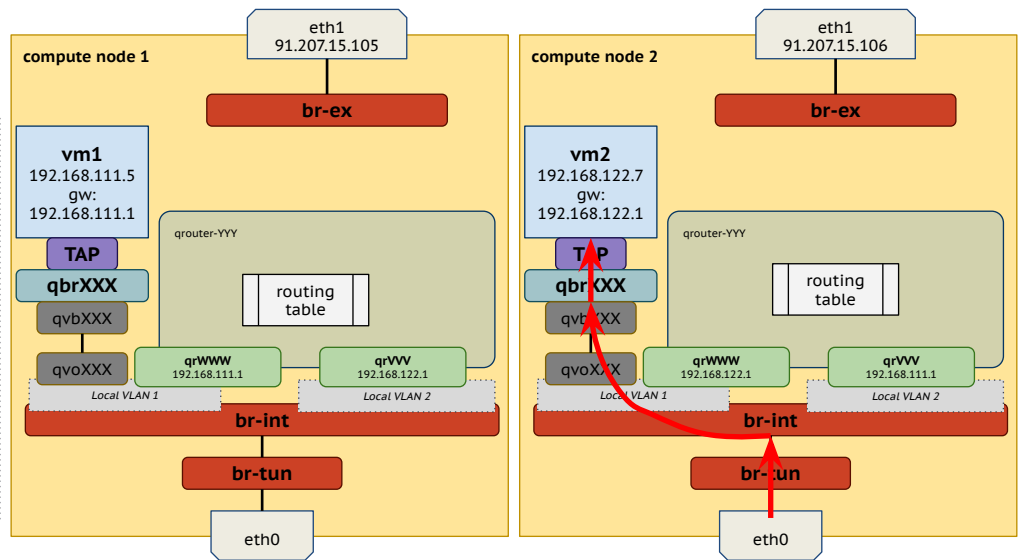 eth1
91.207.15.105
compute node 1
br-ex
vm1
192.168.111.5
gw:
192.168.111.1
TAP
qbrXXX
qvbXXX
qvoXXX
qrouter-YYY
routing
table
qrWWW
192.168.111.1
qrVVV
192.168.122.1
Local VLAN 1
Local VLAN 2
br-int
br-tun
eth0
eth1
91.207.15.106
compute node 2
br-ex
vm2
192.168.122.7
gw:
192.168.122.1
TAP
qbrXXX
qvbXXX
qvoXXX
qrouter-YYY
routing
table
qrWWW
192.168.122.1
qrVVV
192.168.111.1
Local VLAN 1
Local VLAN 2
br-int
br-tun
eth0